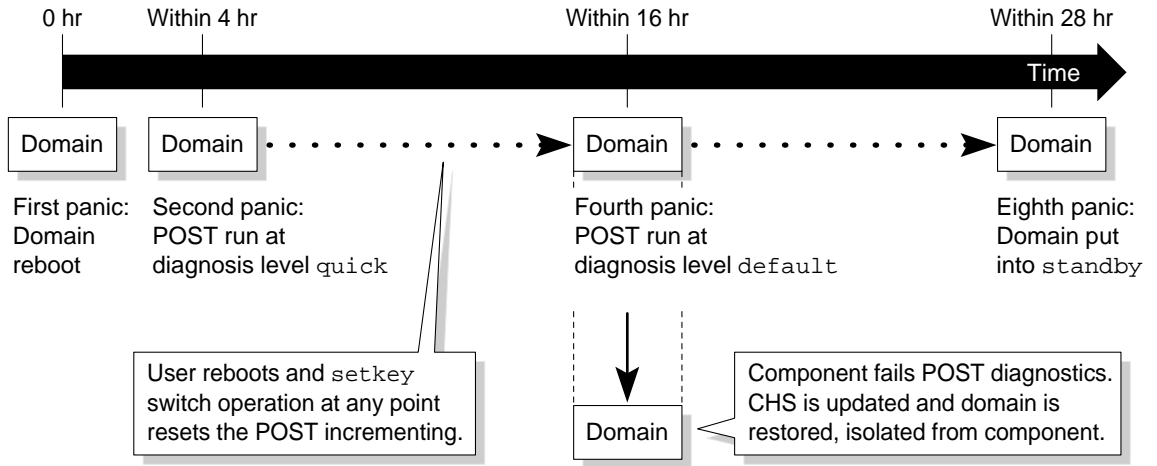 0 hr
Within 4 hr
Within 16 hr
Within 28 hr
Time
Domain
Domain
Domain
Domain
First panic:
Domain
reboot
Second panic:
POST run at
diagnosis level quick
Fourth panic:
POST run at
diagnosis level default
Eighth panic:
Domain put
into standby
User reboots and setkey
switch operation at any point
resets the POST incrementing.
Domain
Component fails POST diagnostics.
CHS is updated and domain is
restored, isolated from component.